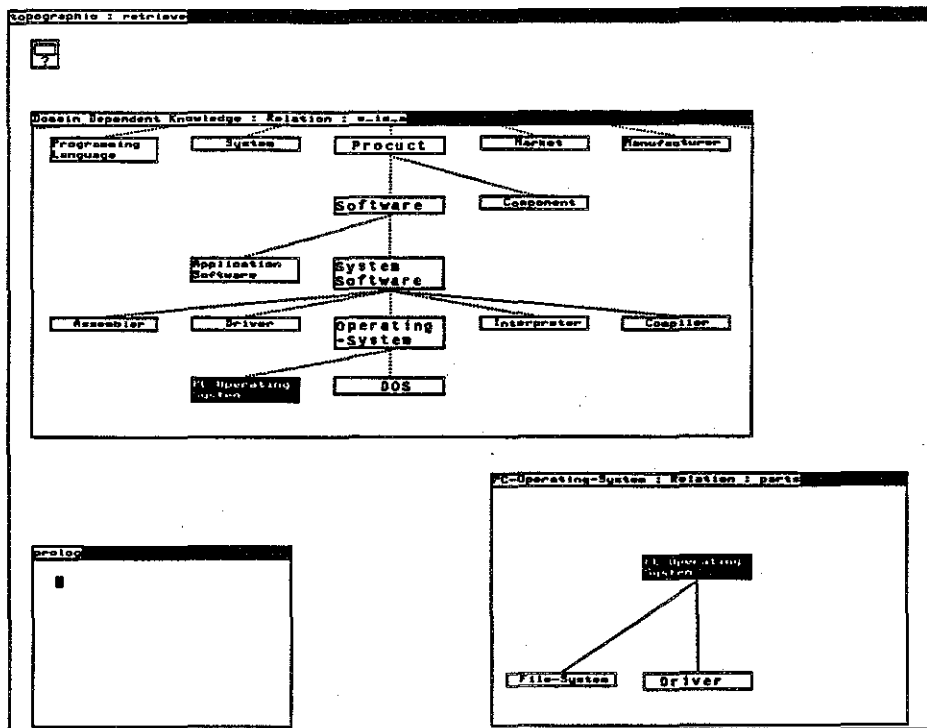 topographic : retrieve
?
Domain Dependent Knowledge : Relation : e_is_a
Programming
Language
System
Procuct
Market
Manufacturer
Software
Component
Application
Software
System
Software
Assembler
Driver
Operating
-System
Interpreter
Compiler
PC Operating
System
DOS
PC-Operating-System : Relation : parts
prolog
PC Operating
System
File-System
Driver